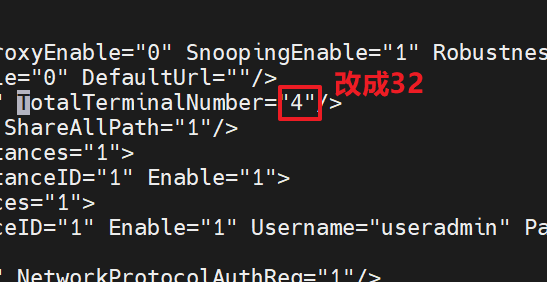 roxyEnable="0" SnoopingEnable="1" Robustnes
le="0" DefaultUrl=""/>
" TotalTerminalNumber="4"/> 改成32
ShareAllPath="1"/>
tances="1">
tanceID="1" Enable="1">
ces="1">
ceID="1" Enable="1" Username="useradmin" Pa
" NetworkProtocolAuthReq="1"/>